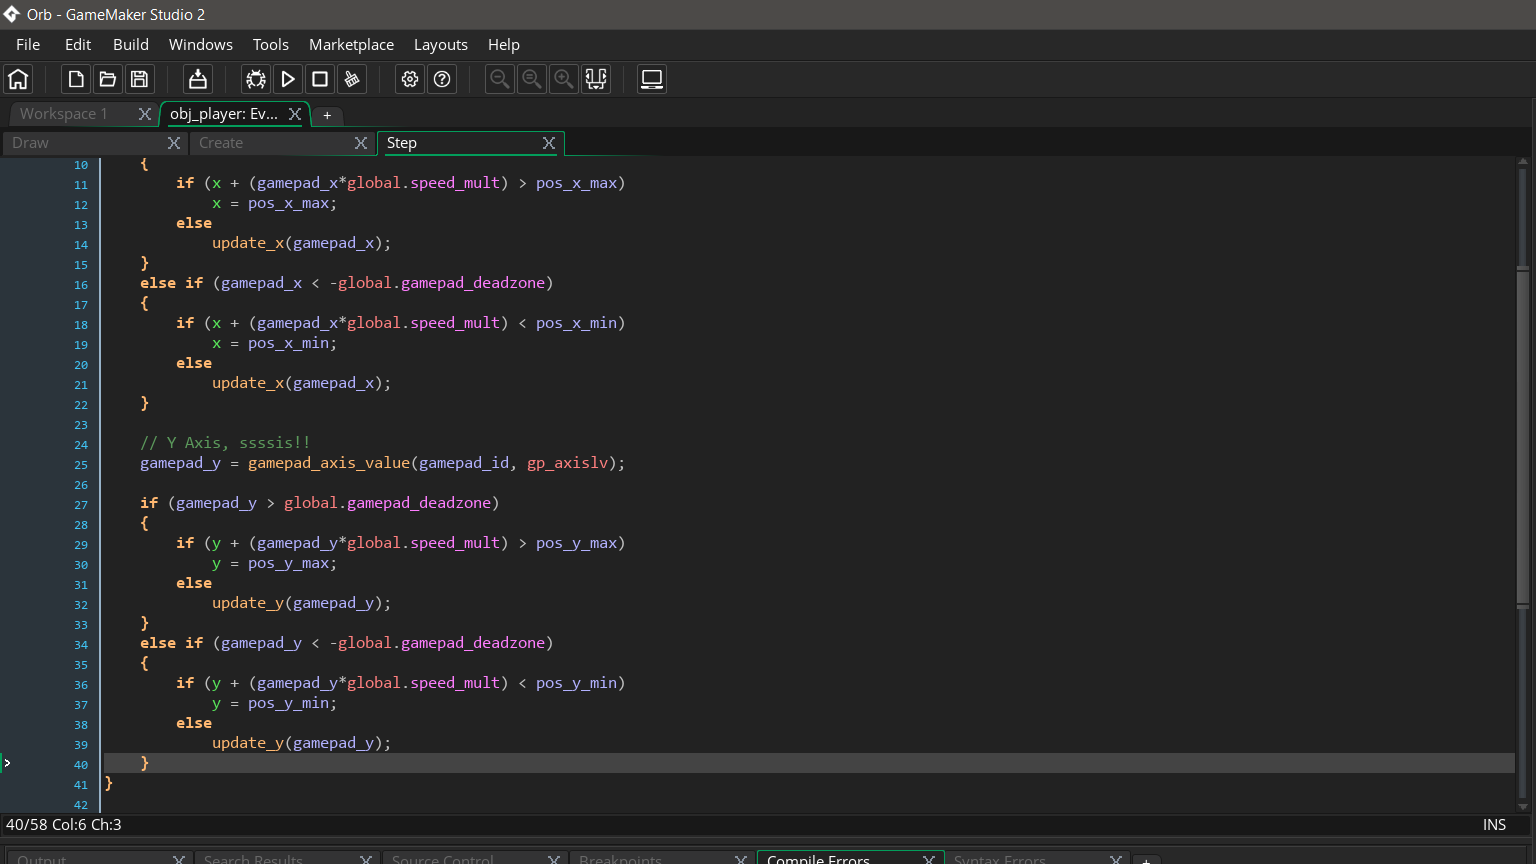 Orb - GameMaker Studio 2
File Edit Build Windows Tools Marketplace Layouts Help
Workspace 1 obj_player: Ev... +
Draw Create Step
10 {
11 if (x + (gamepad_x*global.speed_mult) > pos_x_max)
12 x = pos_x_max;
13 else
14 update_x(gamepad_x);
15 }
16 else if (gamepad_x < -global.gamepad_deadzone)
17 {
18 if (x + (gamepad_x*global.speed_mult) < pos_x_min)
19 x = pos_x_min;
20 else
21 update_x(gamepad_x);
22 }
23
24 // Y Axis, ssssis!!
25 gamepad_y = gamepad_axis_value(gamepad_id, gp_axislv);
26
27 if (gamepad_y > global.gamepad_deadzone)
28 {
29 if (y + (gamepad_y*global.speed_mult) > pos_y_max)
30 y = pos_y_max;
31 else
32 update_y(gamepad_y);
33 }
34 else if (gamepad_y < -global.gamepad_deadzone)
35 {
36 if (y + (gamepad_y*global.speed_mult) < pos_y_min)
37 y = pos_y_min;
38 else
39 update_y(gamepad_y);
40 }
41 }
42
40/58 Col:6 Ch:3 INS
Output Search Results Source Control Breakpoints Compile Errors Syntax Errors +